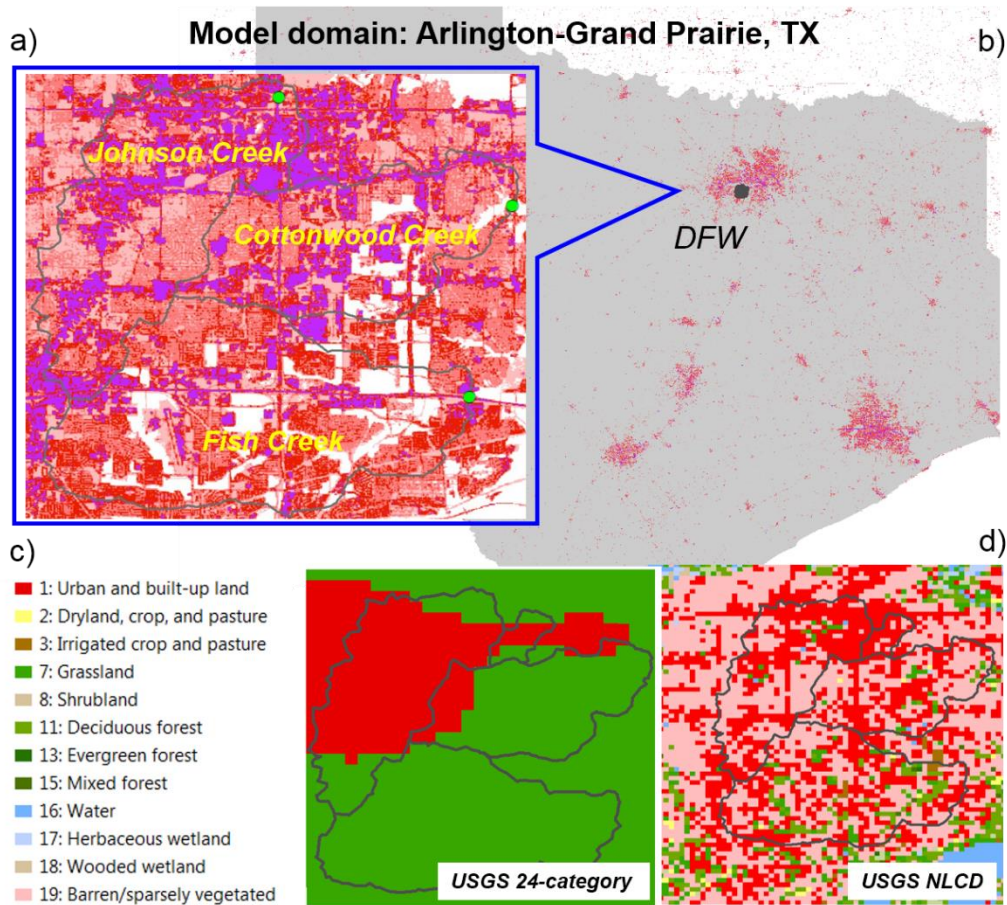 a)
Model domain: Arlington-Grand Prairie, TX
b)
Johnson Creek
Cottonwood Creek
Fish Creek
DFW
c)
1: Urban and built-up land
2: Dryland, crop, and pasture
3: Irrigated crop and pasture
7: Grassland
8: Shrubland
11: Deciduous forest
13: Evergreen forest
15: Mixed forest
16: Water
17: Herbaceous wetland
18: Wooded wetland
19: Barren/sparsely vegetated
USGS 24-category
d)
USGS NLCD